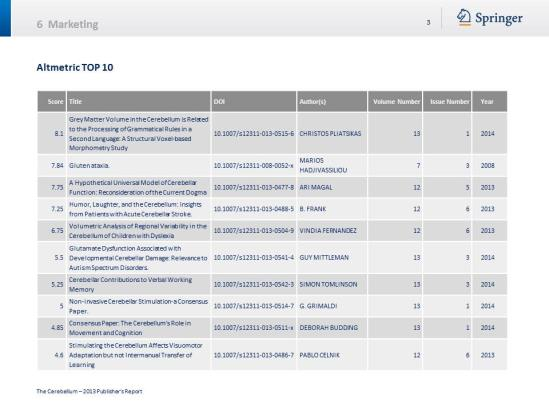 6 Marketing
3
Springer
Altmetric TOP 10
Score Title DOI Author(s) Volume Number Issue Number Year
Grey Matter Volume in the Cerebellum is Related
to the Processing of Grammatical Rules in a
8.1 Second Language: A Structural Voxel-based 10.1007/s12311-013-0515-6 CHRISTOS PLIATSIKAS 13 1 2014
Morphometry Study
7.84 Gluten ataxia. 10.1007/s12311-008-0052-x MARIOS HADJIVASSILIOU 7 3 2008
7.75 A Hypothetical Universal Model of Cerebellar 10.1007/s12311-013-0477-8 ARI MAGAL 12 5 2013
Function: Reconsideration of the Current Dogma
7.25 Humor, Laughter, and the Cerebellum: Insights 10.1007/s12311-013-0488-5 B. FRANK 12 6 2013
from Patients with Acute Cerebellar Stroke.
6.75 Volumetric Analysis of Regional Variability in the 10.1007/s12311-013-0504-9 VINDIA FERNANDEZ 12 6 2013
Cerebellum of Children with Dyslexia
Glutamate Dysfunction Associated with
5.5 Developmental Cerebellar Damage: Relevance to 10.1007/s12311-013-0541-4 GUY MITTLEMAN 13 3 2014
Autism Spectrum Disorders.
5.25 Cerebellar Contributions to Verbal Working 10.1007/s12311-013-0542-3 SIMON TOMLINSON 13 3 2014
Memory
5 Non-invasive Cerebellar Stimulation-a Consensus 10.1007/s12311-013-0514-7 G. GRIMALDI 13 1 2014
Paper.
4.85 Consensus Paper: The Cerebellum's Role in 10.1007/s12311-013-0511-x DEBORAH BUDDING 13 1 2014
Movement and Cognition
Stimulating the Cerebellum Affects Visuomotor
4.6 Adaptation but not Intermanual Transfer of 10.1007/s12311-013-0486-7 PABLO CELNIK 12 6 2013
Learning
The Cerebellum – 2013 Publisher's Report